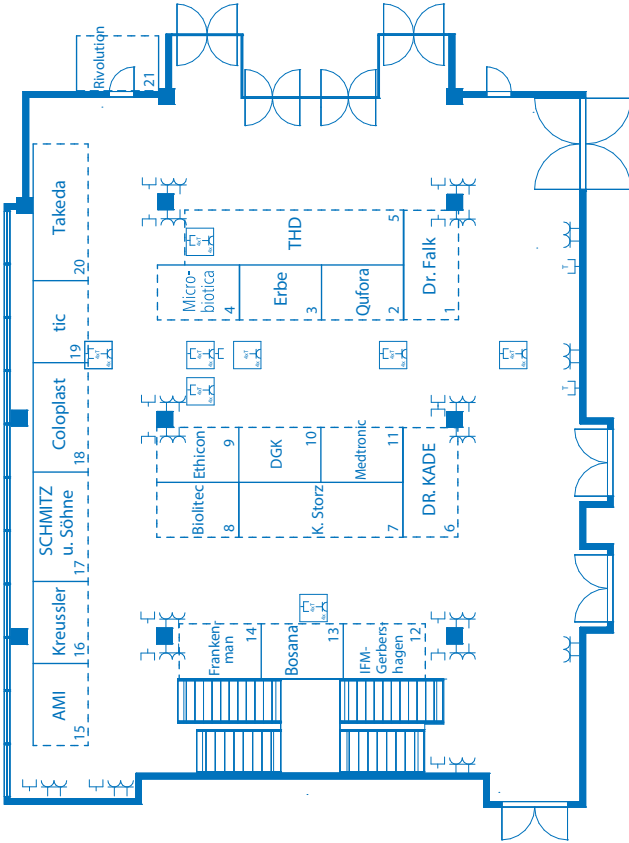 Rivolution
21
Takeda
20
tic
19
Coloplast
18
SCHMITZ
u. Söhne
17
Kreussler
16
AMI
15
THD
5
Micro-
biotica
4
Erbe
3
Qufora
2
Dr. Falk
1
Ethicon
9
DGK
10
Medtronic
11
Biolitec
8
K. Storz
7
DR. KADE
6
Franken-
man
14
Bosana
13
IFM-
Gerbers-
hagen
12